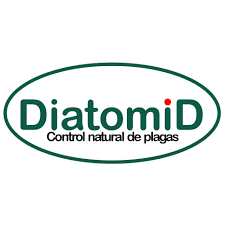 DiatomiD
Control natural de plagas